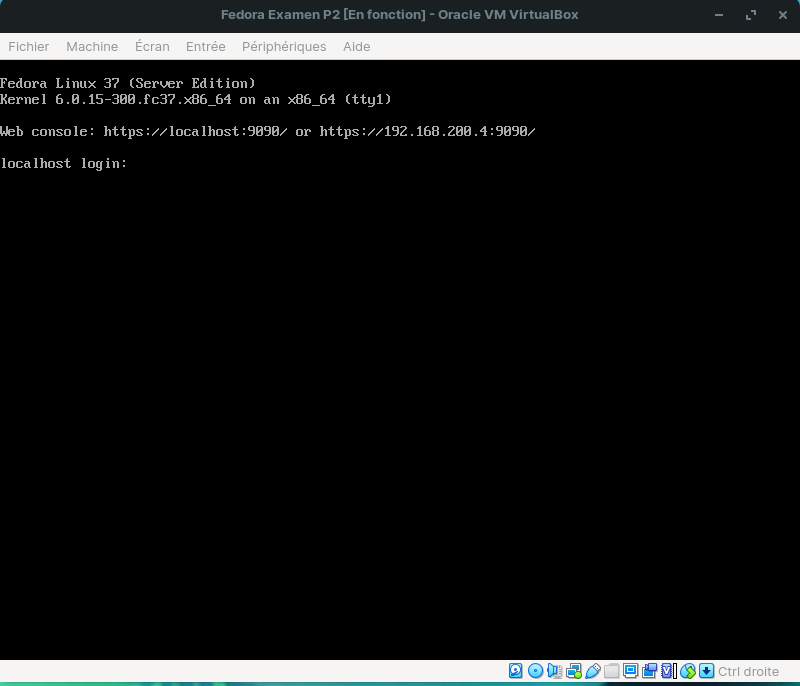 Fedora Examen P2 [En fonction] - Oracle VM VirtualBox
Fichier Machine Écran Entrée Périphériques Aide
Fedora Linux 37 (Server Edition)
Kernel 6.0.15-300.fc37.x86_64 on an x86_64 (tty1)
Web console: https://localhost:9090/ or https://192.168.200.4:9090/
localhost login:
Ctrl droite